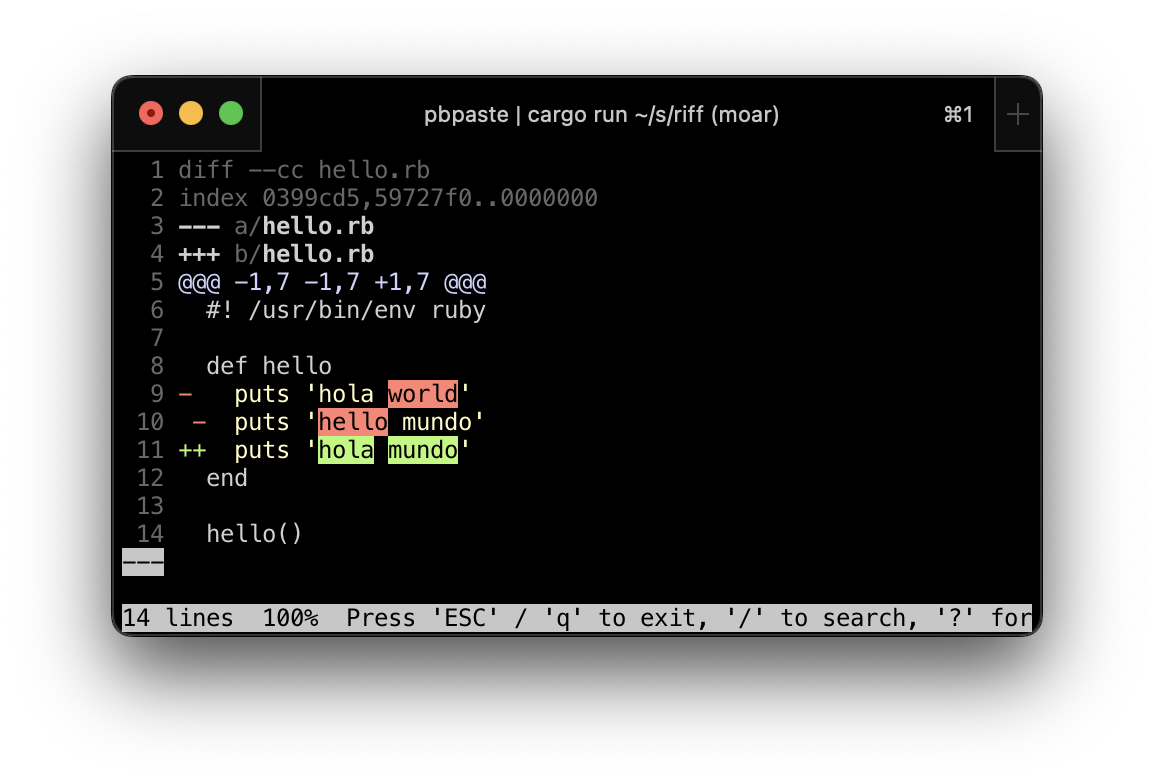 pbpaste | cargo run ~/s/riff (moar) ⌘1 +
1 diff --cc hello.rb
2 index 0399cd5,59727f0..0000000
3 --- a/hello.rb
4 +++ b/hello.rb
5 @@@ -1,7 -1,7 +1,7 @@@
6   #! /usr/bin/env ruby
7
8   def hello
9 -   puts 'hola world'
10  -  puts 'hello mundo'
11 ++  puts 'hola mundo'
12   end
13
14   hello()
---
14 lines  100%  Press 'ESC' / 'q' to exit, '/' to search, '?' for